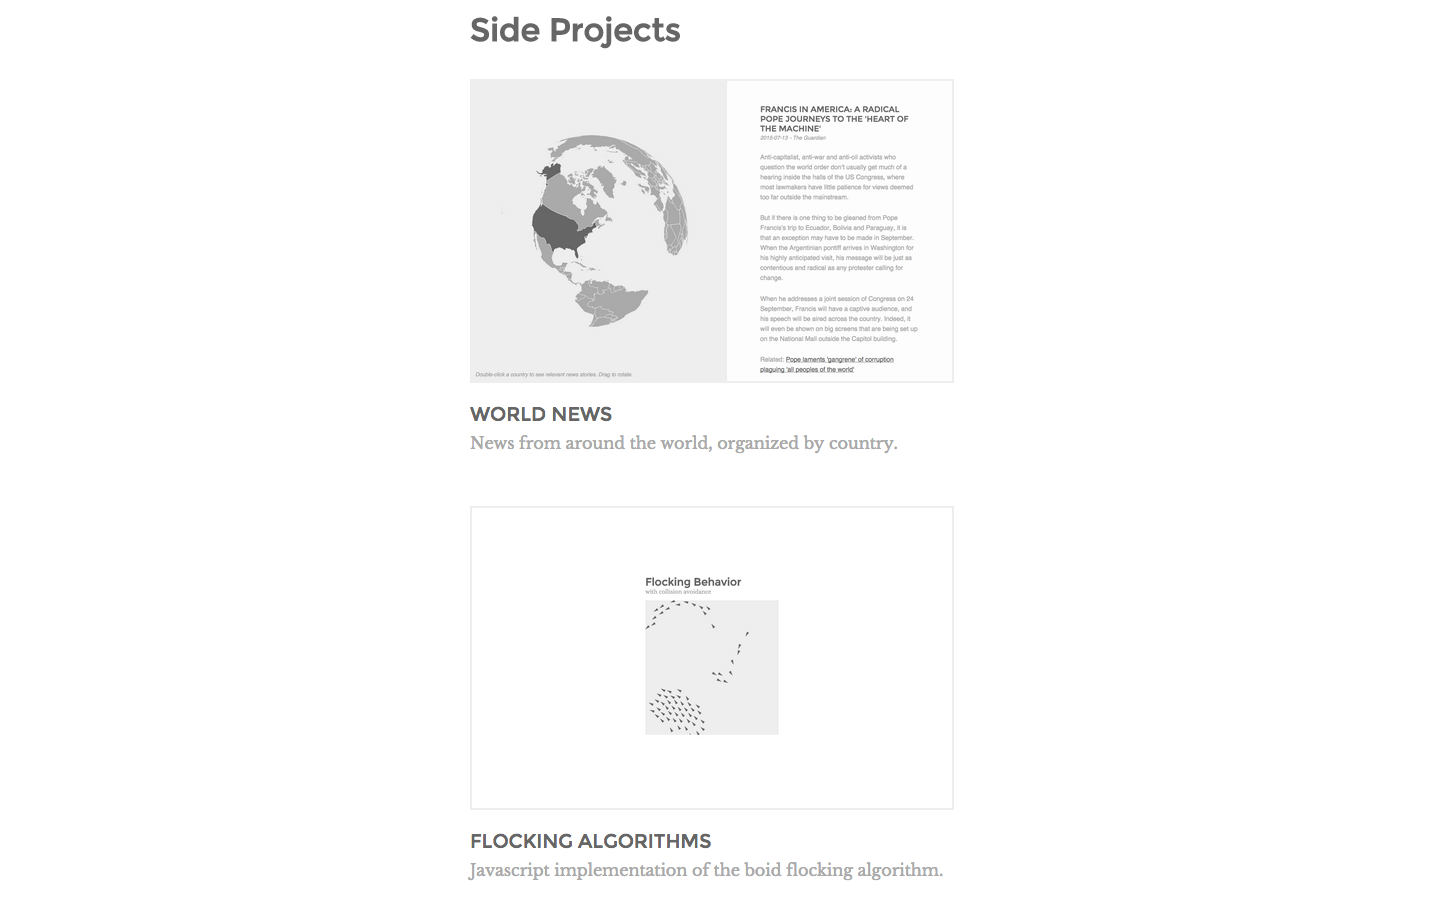 Side Projects
FRANCIS IN AMERICA: A RADICAL
POPE JOURNEYS TO THE 'HEART OF
THE MACHINE'
2015-07-13 - The Guardian
Anti-capitalist, anti-war and anti-oil activists who
question the world order don't usually get much of a
hearing inside the halls of the US Congress, where
most lawmakers have little patience for views deemed
too far outside the mainstream.
But if there is one thing to be gleaned from Pope
Francis's trip to Ecuador, Bolivia and Paraguay, it is
that an exception may have to be made in September.
When the Argentinian pontiff arrives in Washington for
his highly anticipated visit, his message will be just as
contentious and radical as any protester calling for
change.
When he addresses a joint session of Congress on 24
September, Francis will have a captive audience, and
his speech will be aired across the country. Indeed, it
will even be shown on big screens that are being set up
on the National Mall outside the Capitol building.
Related: Pope laments 'gangrene' of corruption
plaguing 'all peoples of the world'
Double-click a country to see relevant news stories. Drag to rotate.
WORLD NEWS
News from around the world, organized by country.
Flocking Behavior
with collision avoidance
FLOCKING ALGORITHMS
Javascript implementation of the boid flocking algorithm.